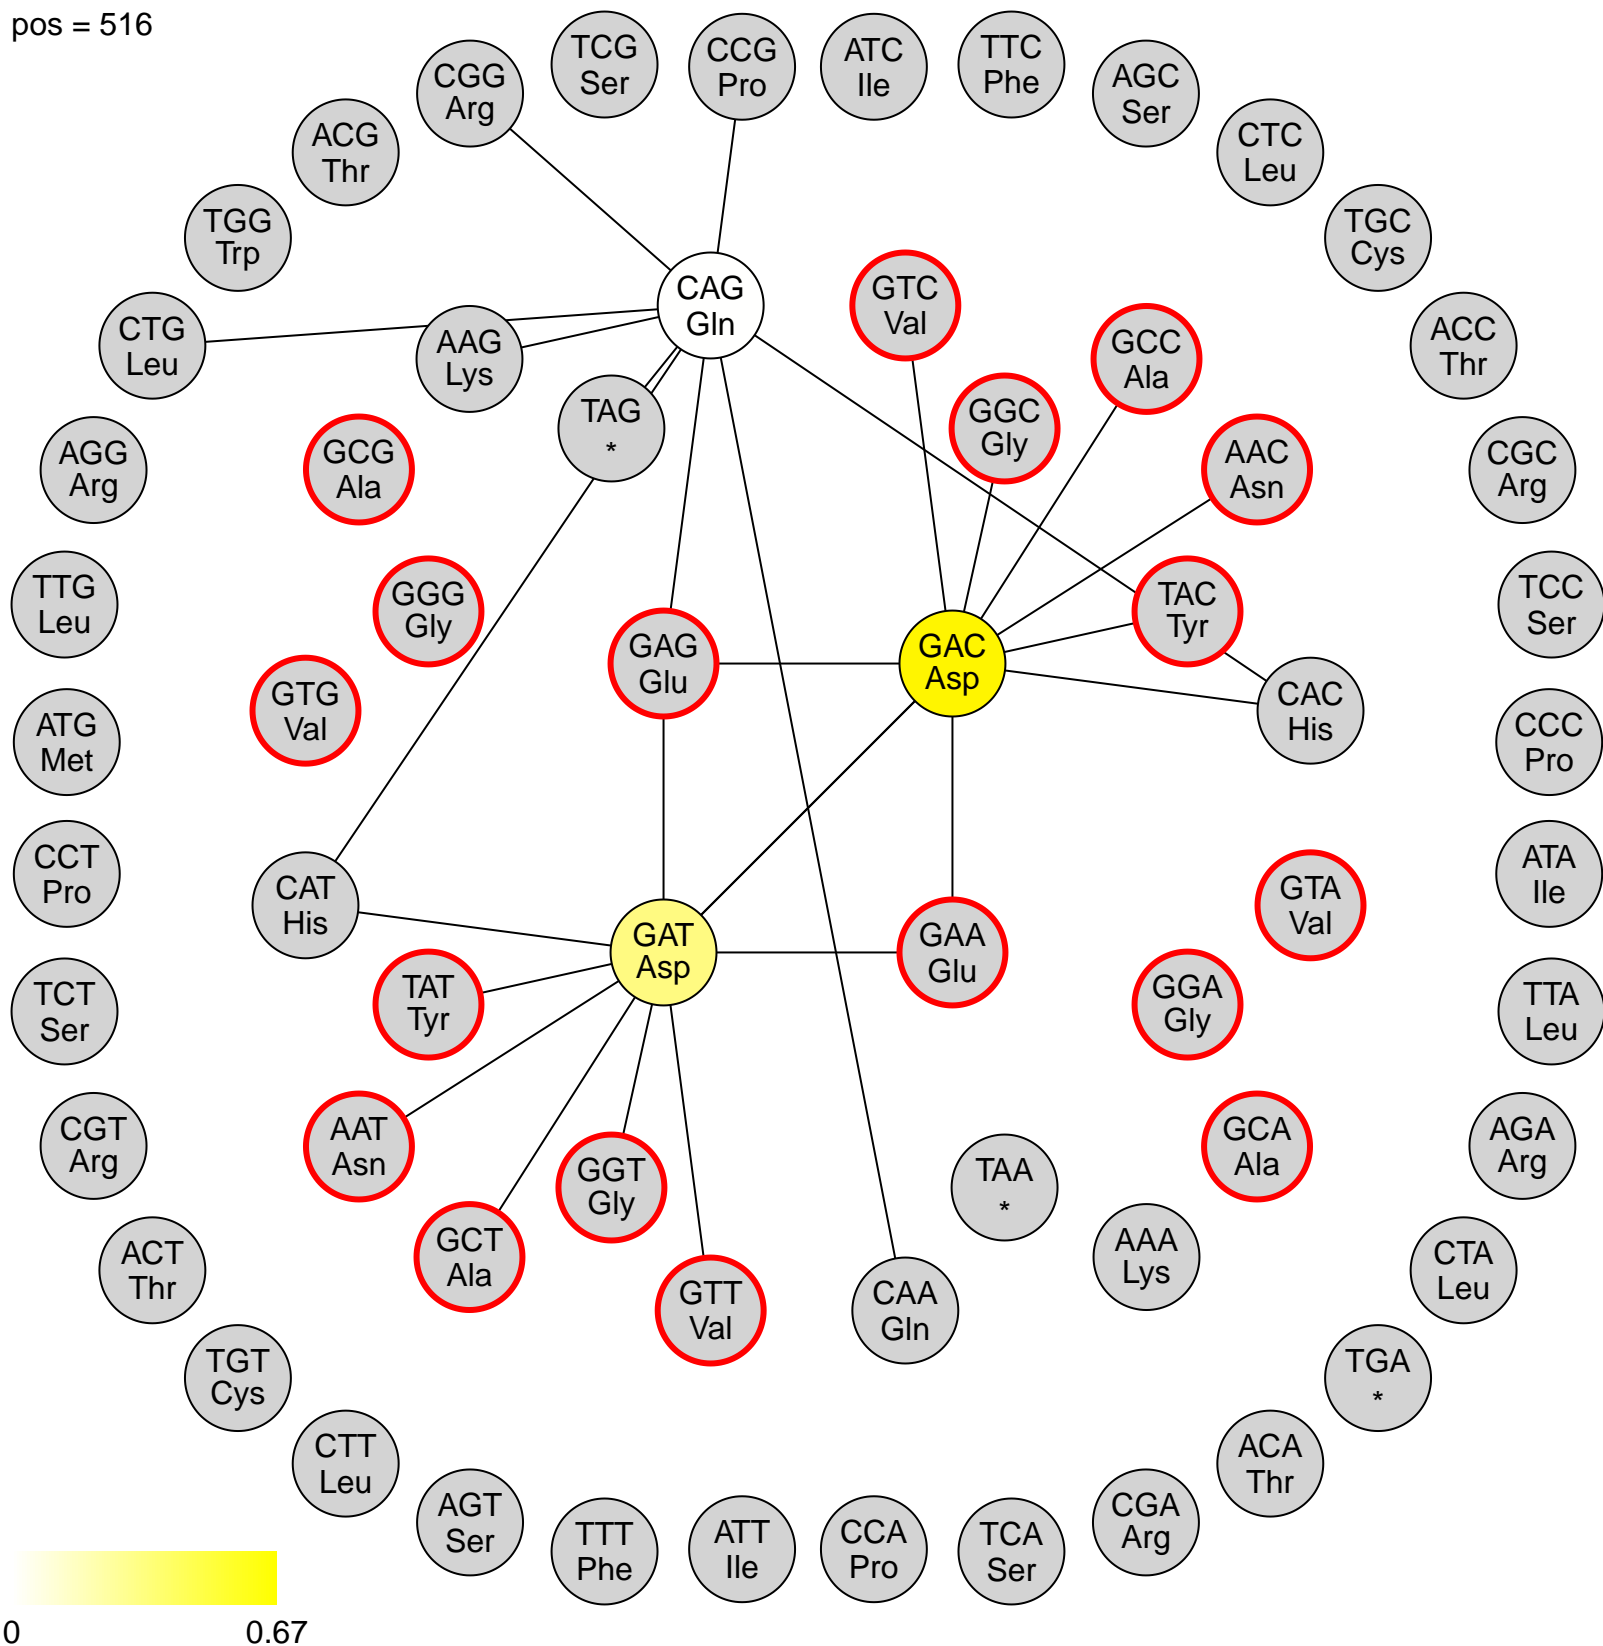 pos = 516
TCG
Ser
CCG
Pro
ATC
Ile
TTC
Phe
CGG
Arg
AGC
Ser
ACG
Thr
CTC
Leu
TGG
Trp
TGC
Cys
CAG
Gln
GTC
Val
CTG
Leu
AAG
Lys
GCC
Ala
ACC
Thr
TAG
*
GGC
Gly
AGG
Arg
GCG
Ala
AAC
Asn
CGC
Arg
TTG
Leu
GGG
Gly
TAC
Tyr
TCC
Ser
GAG
Glu
GAC
Asp
GTG
Val
CAC
His
ATG
Met
CCC
Pro
CCT
Pro
ATA
Ile
CAT
His
GTA
Val
GAT
Asp
GAA
Glu
TCT
Ser
TAT
Tyr
GGA
Gly
TTA
Leu
CGT
Arg
AAT
Asn
GCA
Ala
AGA
Arg
GGT
Gly
TAA
*
GCT
Ala
AAA
Lys
ACT
Thr
CTA
Leu
GTT
Val
CAA
Gln
TGT
Cys
TGA
*
CTT
Leu
ACA
Thr
AGT
Ser
CGA
Arg
TTT
Phe
ATT
Ile
CCA
Pro
TCA
Ser
0
0.67